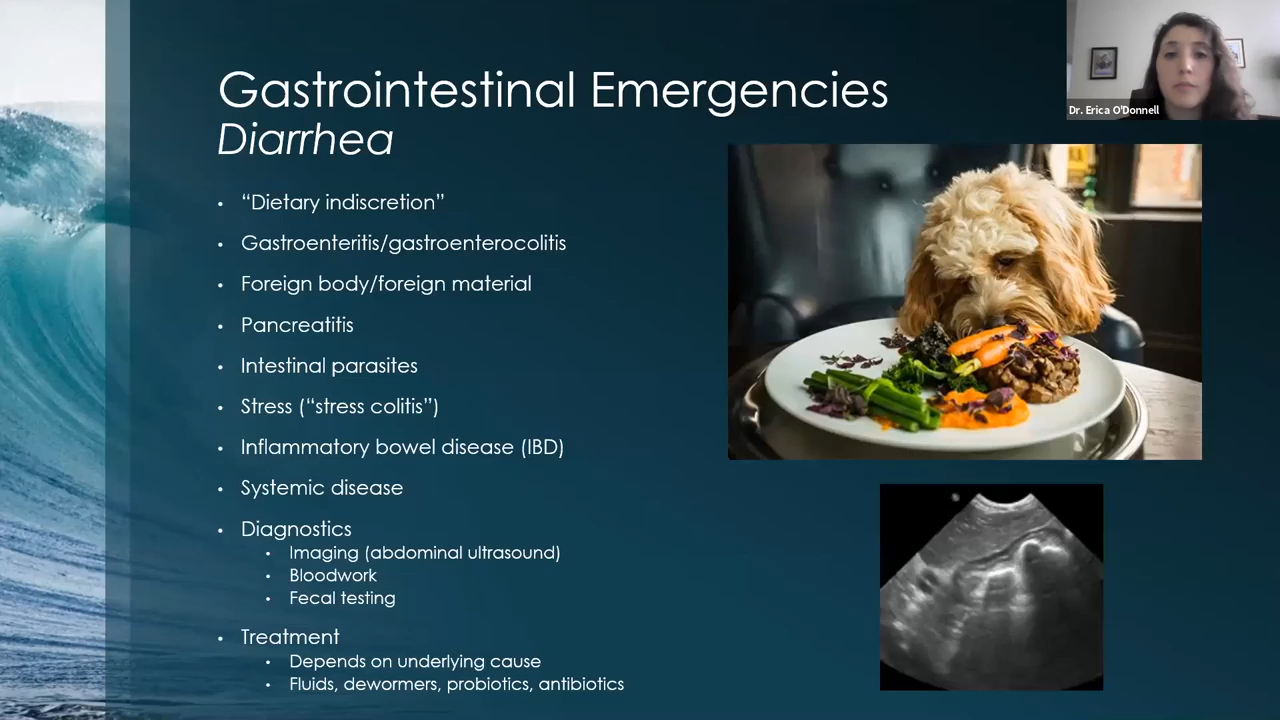 Gastrointestinal Emergencies
Diarrhea
Dr. Erica O'Donnell
• “Dietary indiscretion”
• Gastroenteritis/gastroenterocolitis
• Foreign body/foreign material
• Pancreatitis
• Intestinal parasites
• Stress (“stress colitis”)
• Inflammatory bowel disease (IBD)
• Systemic disease
• Diagnostics
• Imaging (abdominal ultrasound)
• Bloodwork
• Fecal testing
• Treatment
• Depends on underlying cause
• Fluids, dewormers, probiotics, antibiotics